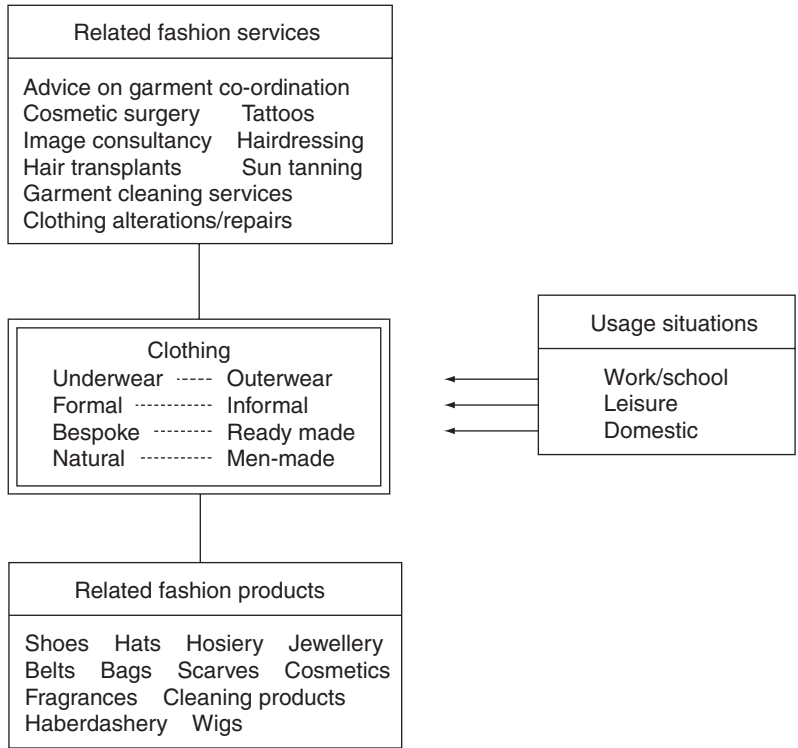 Related fashion services
Advice on garment co-ordination
Cosmetic surgery Tattoos
Image consultancy Hairdressing
Hair transplants Sun tanning
Garment cleaning services
Clothing alterations/repairs
Clothing
Underwear ----- Outerwear
Formal ------------ Informal
Bespoke --------- Ready made
Natural ----------- Men-made
Usage situations
Work/school
Leisure
Domestic
Related fashion products
Shoes Hats Hosiery Jewellery
Belts Bags Scarves Cosmetics
Fragrances Cleaning products
Haberdashery Wigs